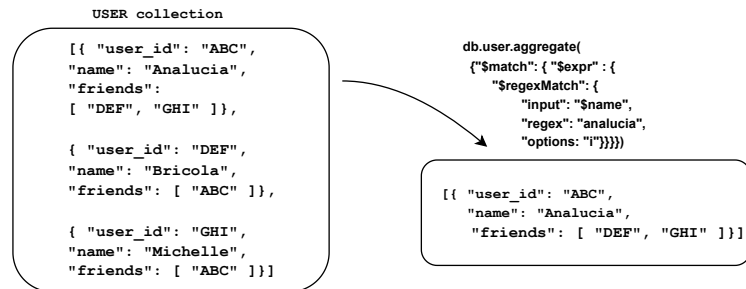 USER collection
[{ "user_id": "ABC",
"name": "Analucia",
"friends":
[ "DEF", "GHI" ]},
{ "user_id": "DEF",
"name": "Bricola",
"friends": [ "ABC" ]},
{ "user_id": "GHI",
"name": "Michelle",
"friends": [ "ABC" ]}]
db.user.aggregate(
{"$match": { "$expr" : {
"$regexMatch": {
"input": "$name",
"regex": "analucia",
"options: "i"}}}})
[{ "user_id": "ABC",
"name": "Analucia",
"friends": [ "DEF", "GHI" ]}]